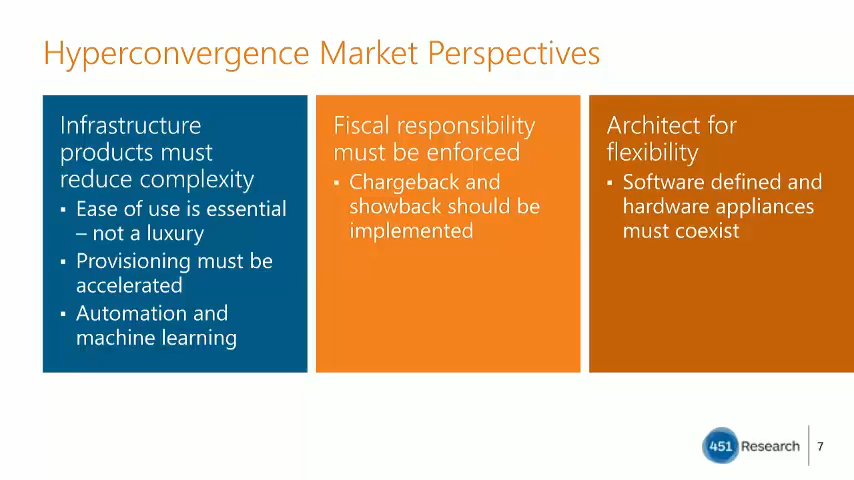 Hyperconvergence Market Perspectives
Infrastructure
products must
reduce complexity
▪ Ease of use is essential
– not a luxury
▪ Provisioning must be
accelerated
▪ Automation and
machine learning
Fiscal responsibility
must be enforced
▪ Chargeback and
showback should be
implemented
Architect for
flexibility
▪ Software defined and
hardware appliances
must coexist
451 Research
7